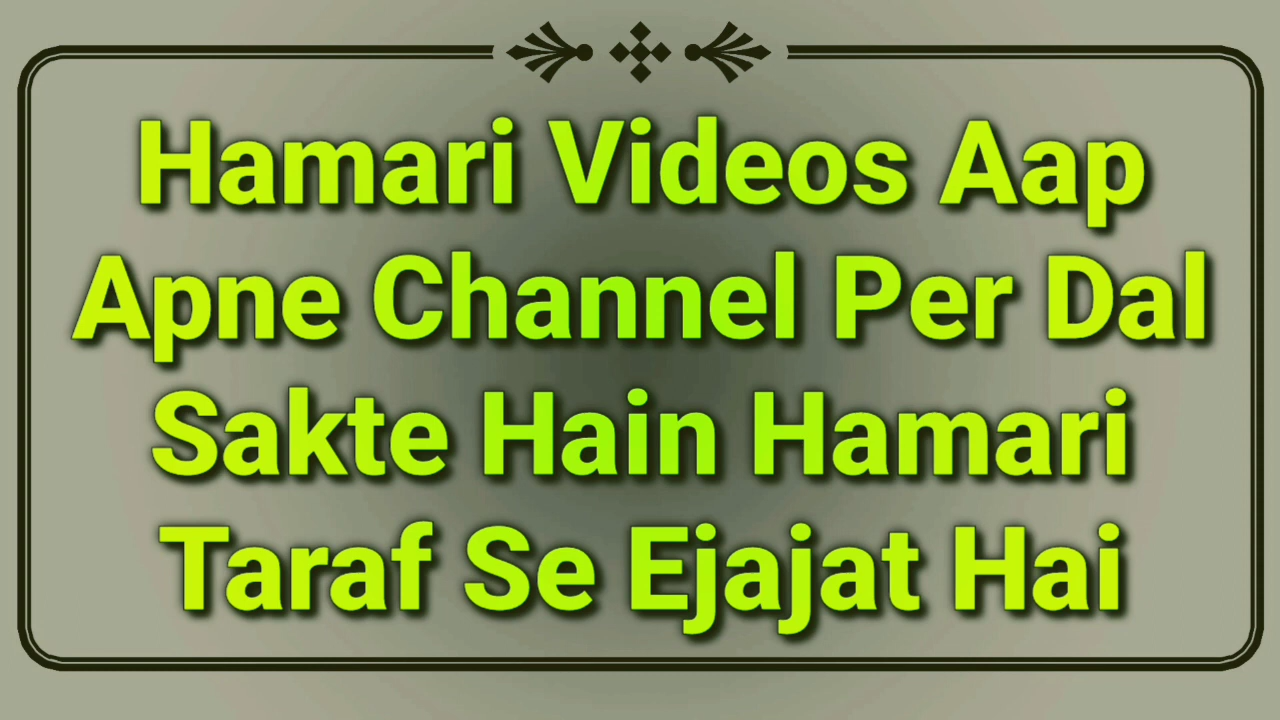 Hamari Videos Aap
Apne Channel Per Dal
Sakte Hain Hamari
Taraf Se Ejajat Hai